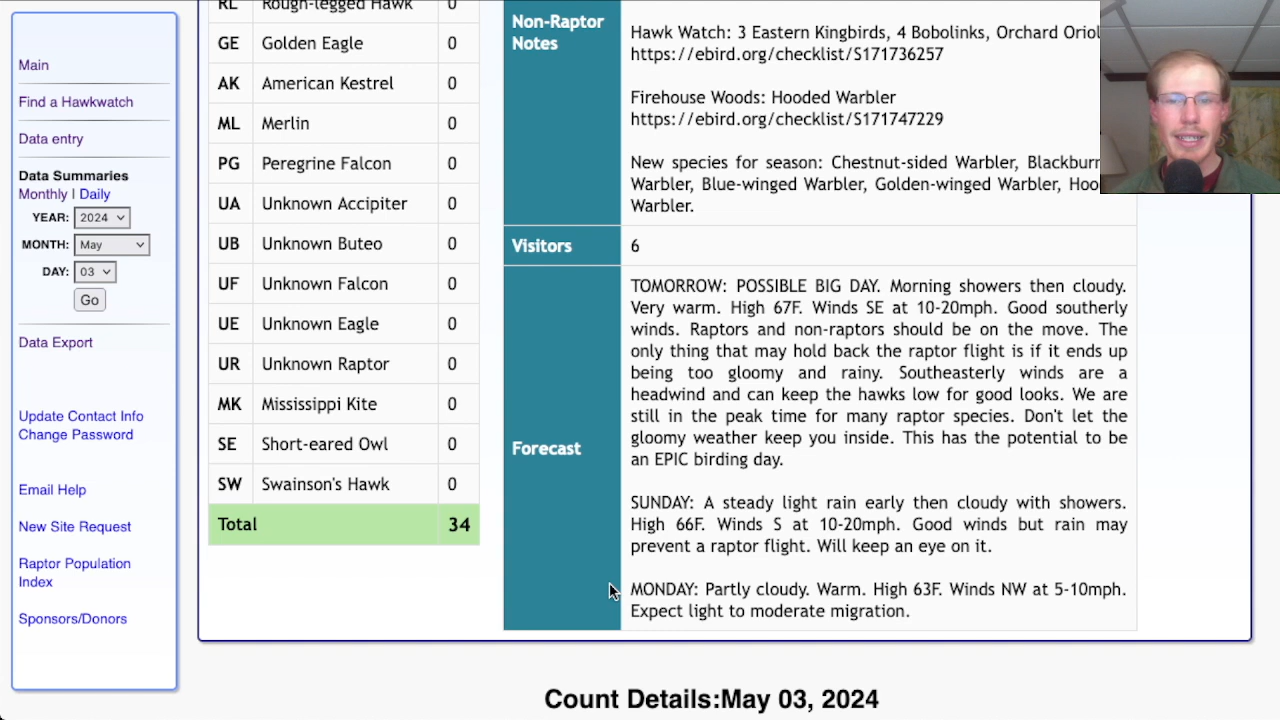 Main
Find a Hawkwatch
Data entry
Data Summaries
Monthly | Daily
YEAR: 2024
MONTH: May
DAY: 03
Go
Data Export
Update Contact Info
Change Password
Email Help
New Site Request
Raptor Population
Index
Sponsors/Donors
RL Rough-legged Hawk 0
GE Golden Eagle 0
AK American Kestrel 0
ML Merlin 0
PG Peregrine Falcon 0
UA Unknown Accipiter 0
UB Unknown Buteo 0
UF Unknown Falcon 0
UE Unknown Eagle 0
UR Unknown Raptor 0
MK Mississippi Kite 0
SE Short-eared Owl 0
SW Swainson's Hawk 0
Total 34
Non-Raptor
Notes
Hawk Watch: 3 Eastern Kingbirds, 4 Bobolinks, Orchard Oriol
https://ebird.org/checklist/S171736257
Firehouse Woods: Hooded Warbler
https://ebird.org/checklist/S171747229
New species for season: Chestnut-sided Warbler, Blackburn
Warbler, Blue-winged Warbler, Golden-winged Warbler, Hoo
Warbler.
Visitors 6
Forecast
TOMORROW: POSSIBLE BIG DAY. Morning showers then cloudy.
Very warm. High 67F. Winds SE at 10-20mph. Good southerly
winds. Raptors and non-raptors should be on the move. The
only thing that may hold back the raptor flight is if it ends up
being too gloomy and rainy. Southeasterly winds are a
headwind and can keep the hawks low for good looks. We are
still in the peak time for many raptor species. Don't let the
gloomy weather keep you inside. This has the potential to be
an EPIC birding day.
SUNDAY: A steady light rain early then cloudy with showers.
High 66F. Winds S at 10-20mph. Good winds but rain may
prevent a raptor flight. Will keep an eye on it.
MONDAY: Partly cloudy. Warm. High 63F. Winds NW at 5-10mph.
Expect light to moderate migration.
Count Details:May 03, 2024